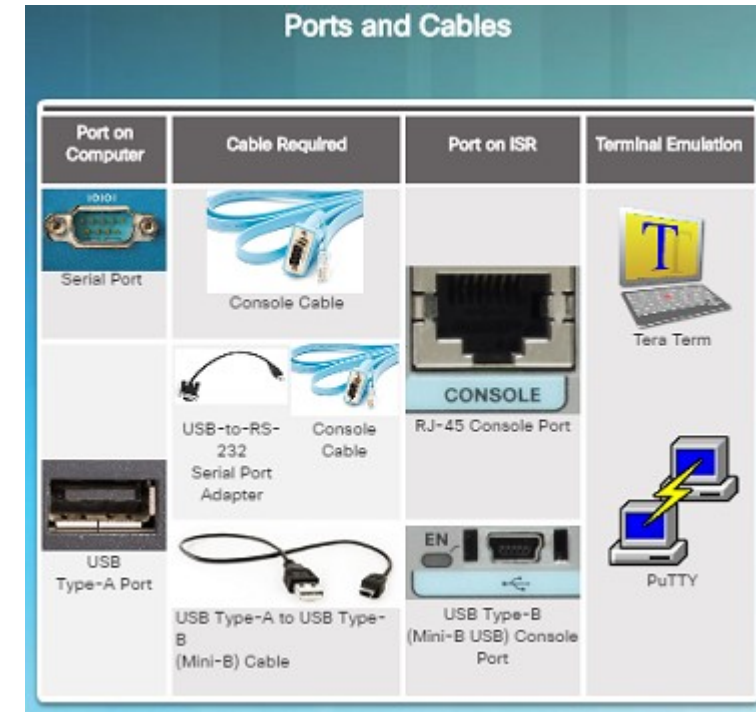 Ports and Cables
Port on
Computer
Cable Required
Port on ISR
Terminal Emulation
IOIOI
Serial Port
Console Cable
T
Tera Term
CONSOLE
RJ-45 Console Port
USB-to-RS-
232
Serial Port
Adapter
Console
Cable
USB
Type-A Port
USB Type-A to USB Type-
B
(Mini-B) Cable
EN
USB Type-B
(Mini-B USB) Console
Port
PuTTY